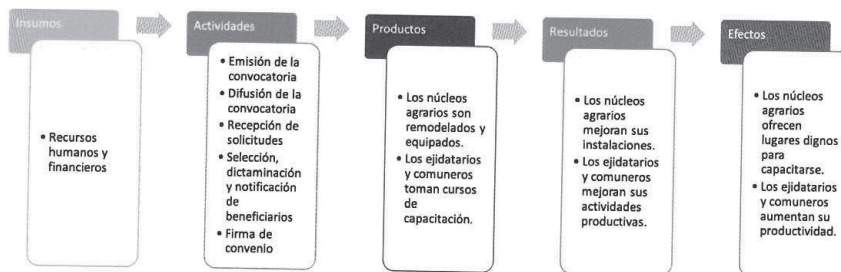 Insumos
• Recursos
humanos y
financieros
Actividades
• Emisión de la
convocatoria
• Difusión de la
convocatoria
• Recepción de
solicitudes
• Selección,
dictaminación
y notificación
de
beneficiarios
• Firma de
convenio
Productos
• Los núcleos
agrarios son
remodelados y
equipados.
• Los ejidatarios
y comuneros
toman cursos
de
capacitación.
Resultados
• Los núcleos
agrarios
mejoran sus
instalaciones.
• Los ejidatarios
y comuneros
mejoran sus
actividades
productivas.
Efectos
• Los núcleos
agrarios
ofrecen
lugares dignos
para
capacitarse.
• Los ejidatarios
y comuneros
aumentan su
productividad.